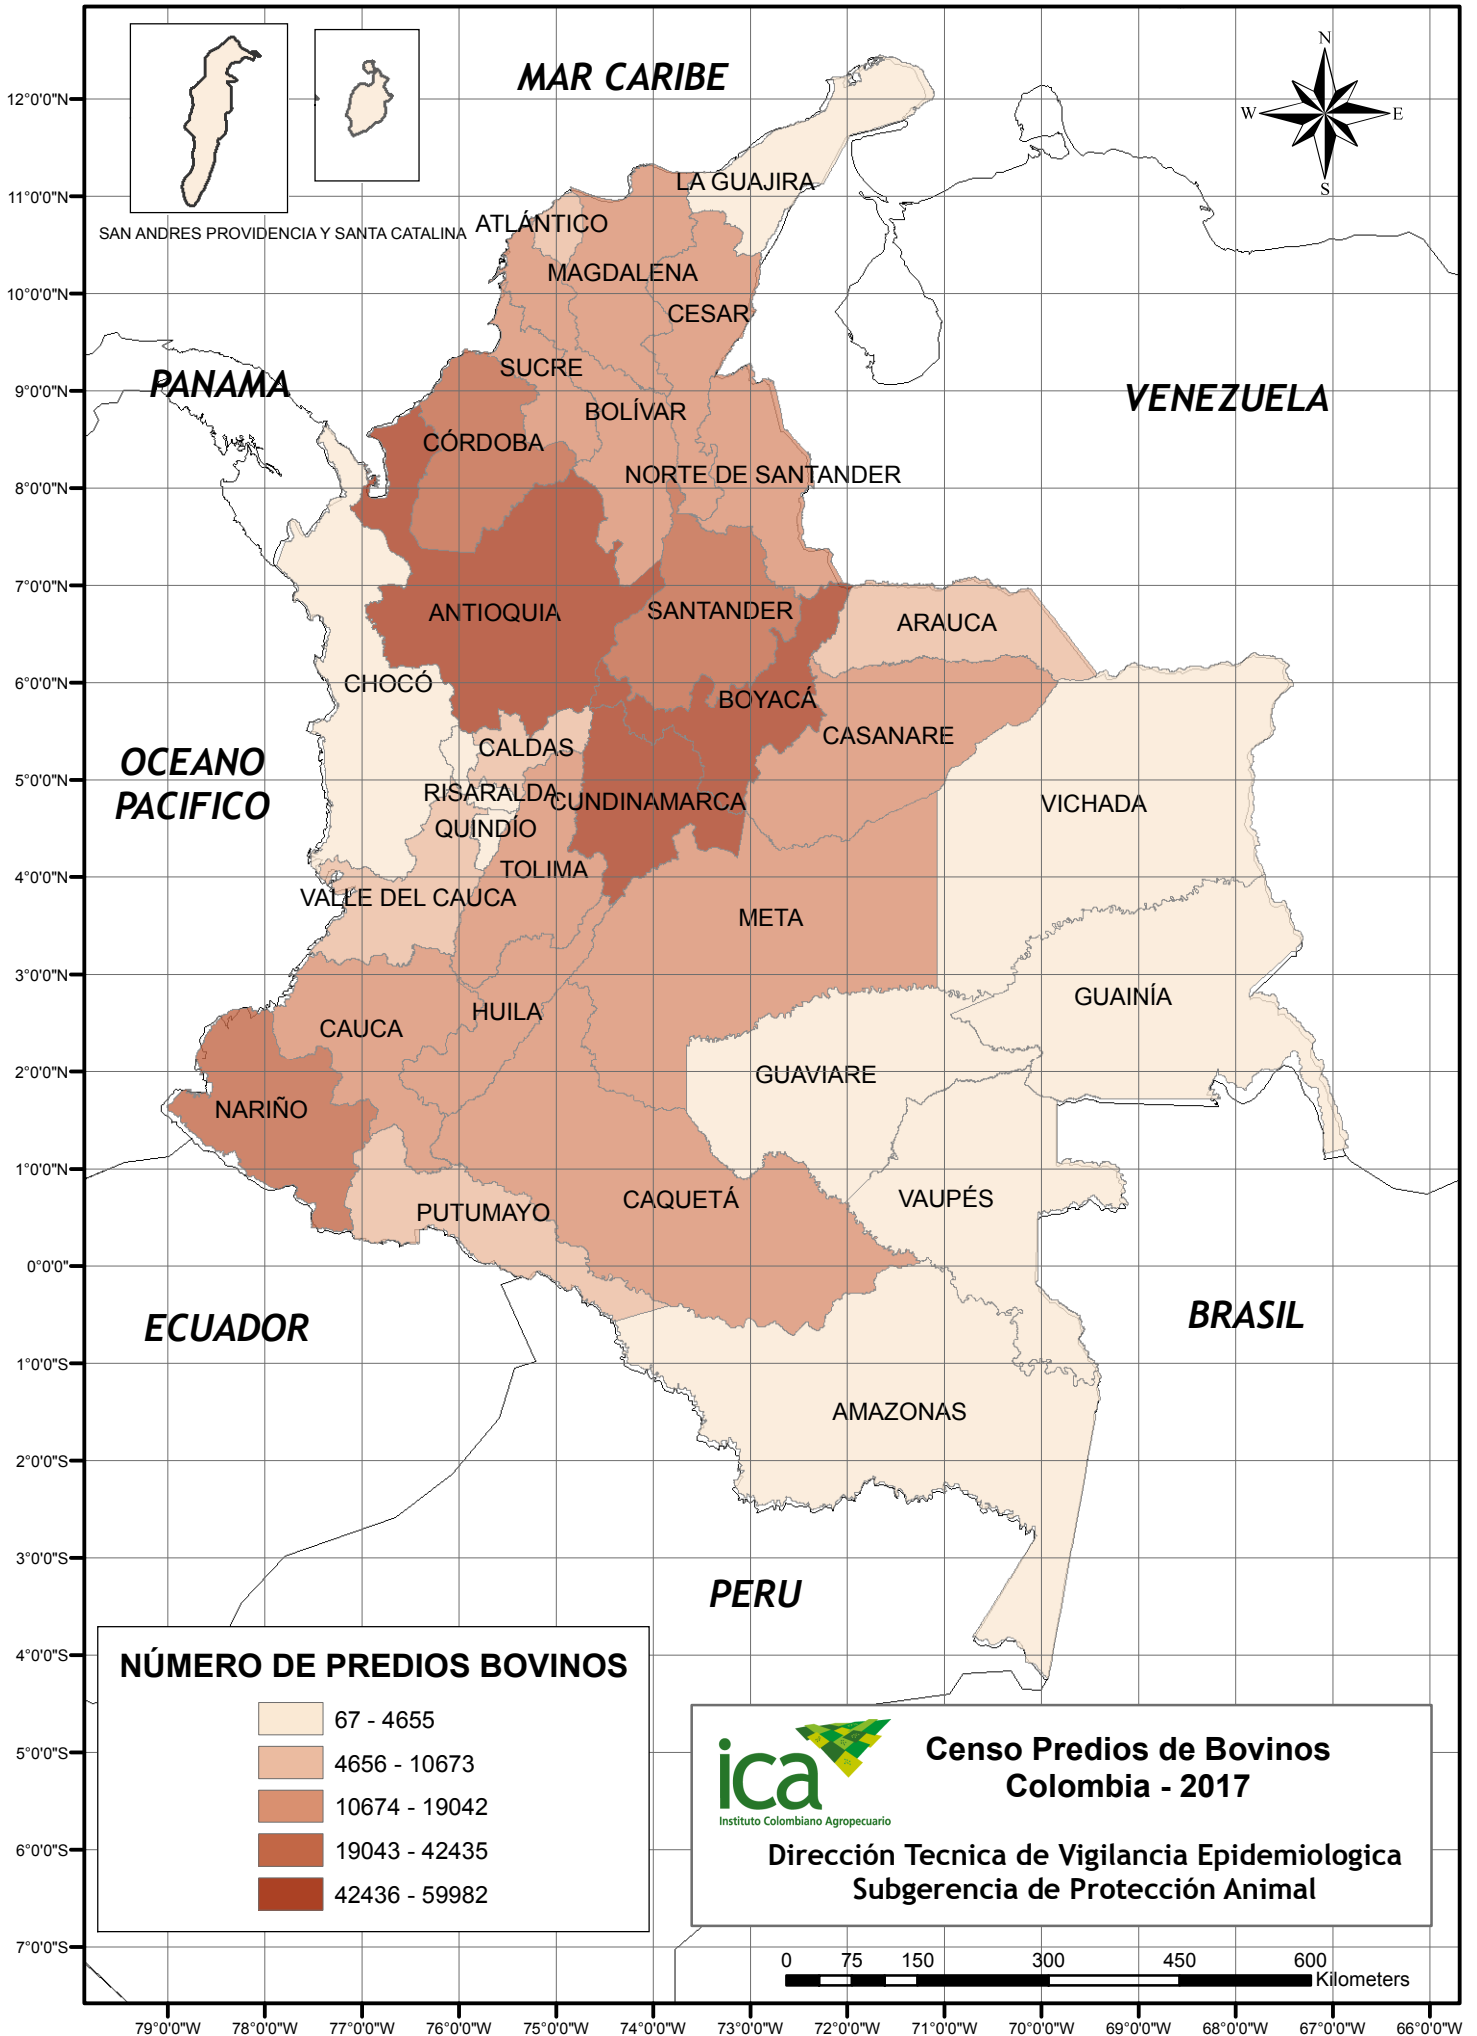 MAR CARIBE
N
W
E
S
12°0'0"N
11°0'0"N
10°0'0"N
9°0'0"N
8°0'0"N
7°0'0"N
6°0'0"N
5°0'0"N
4°0'0"N
3°0'0"N
2°0'0"N
1°0'0"N
0°0'0"
1°0'0"S
2°0'0"S
3°0'0"S
4°0'0"S
5°0'0"S
6°0'0"S
7°0'0"S
SAN ANDRES PROVIDENCIA Y SANTA CATALINA
LA GUAJIRA
ATLÁNTICO
MAGDALENA
CESAR
SUCRE
PANAMA
VENEZUELA
BOLÍVAR
CÓRDOBA
NORTE DE SANTANDER
ANTIOQUIA
SANTANDER
ARAUCA
CHOCÓ
BOYACÁ
CASANARE
CALDAS
OCEANO
PACIFICO
RISARALDA
CUNDINAMARCA
VICHADA
QUINDÍO
TOLIMA
VALLE DEL CAUCA
META
GUAINÍA
HUILA
CAUCA
GUAVIARE
NARIÑO
CAQUETÁ
VAUPÉS
PUTUMAYO
ECUADOR
BRASIL
AMAZONAS
PERU
NÚMERO DE PREDIOS BOVINOS
67 - 4655
4656 - 10673
10674 - 19042
19043 - 42435
42436 - 59982
ica
Instituto Colombiano Agropecuario
Censo Predios de Bovinos
Colombia - 2017
Dirección Tecnica de Vigilancia Epidemiologica
Subgerencia de Protección Animal
0 75 150 300 450 600
Kilometers
79°0'0"W 78°0'0"W 77°0'0"W 76°0'0"W 75°0'0"W 74°0'0"W 73°0'0"W 72°0'0"W 71°0'0"W 70°0'0"W 69°0'0"W 68°0'0"W 67°0'0"W 66°0'0"W